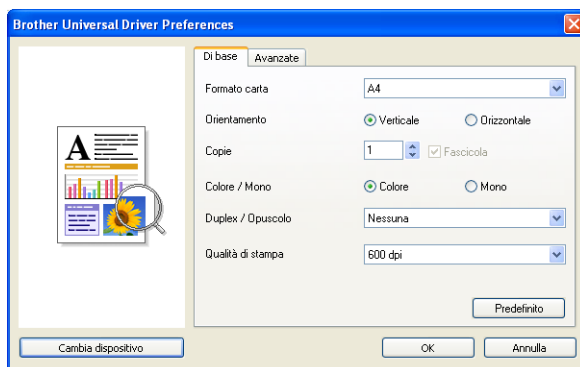 Brother Universal Driver Preferences
Di base Avanzate
Formato carta A4
Orientamento Verticale Orizzontale
Copie 1 Fascicola
Colore / Mono Colore Mono
Duplex / Opuscolo Nessuna
Qualità di stampa 600 dpi
Predefinito
Cambia dispositivo OK Annulla
A